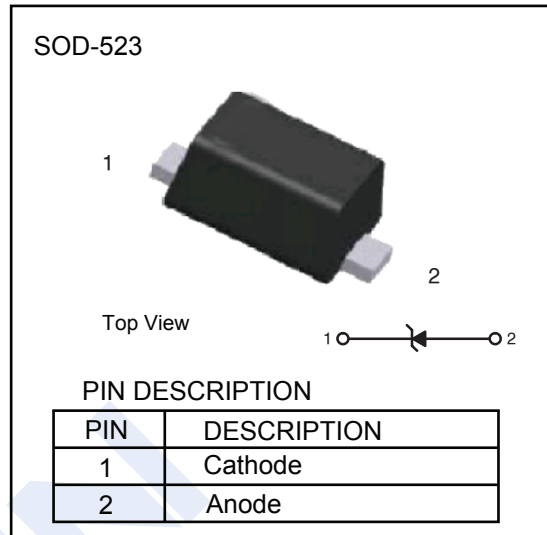 SOD-523
1
2
Top View
1 2
PIN DESCRIPTION
PIN DESCRIPTION
1 Cathode
2 Anode